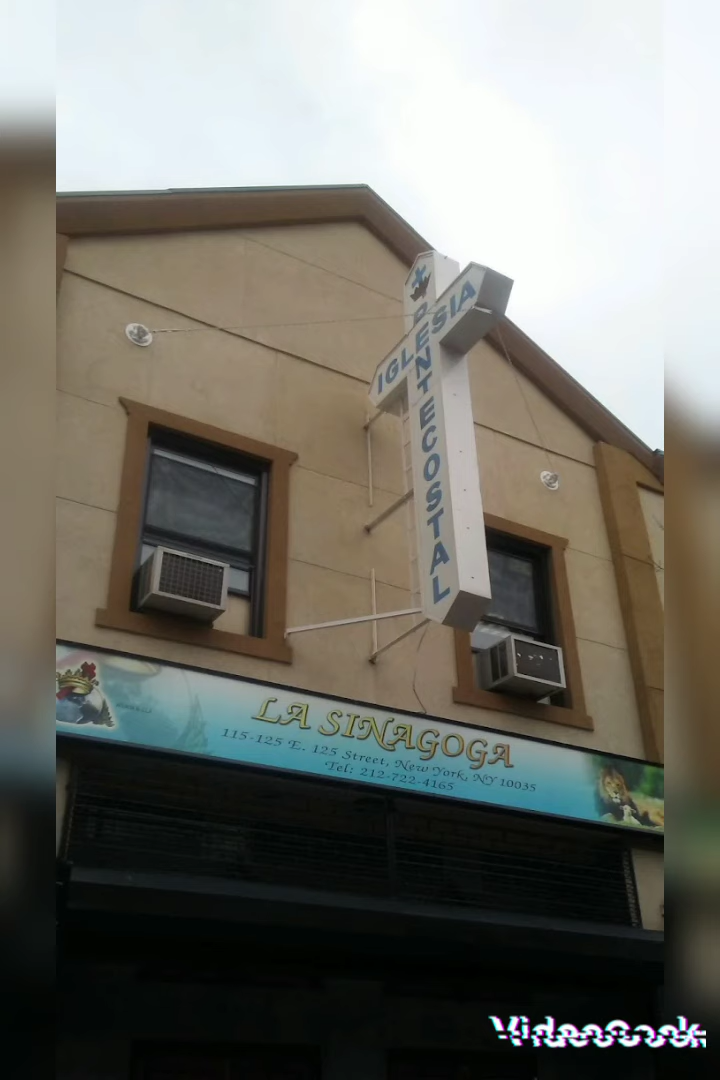 IGLESIA
PENTECOSTAL
LA SINAGOGA
115-125 E. 125 Street, New York, NY 10035
Tel: 212-722-4165
VideoCook